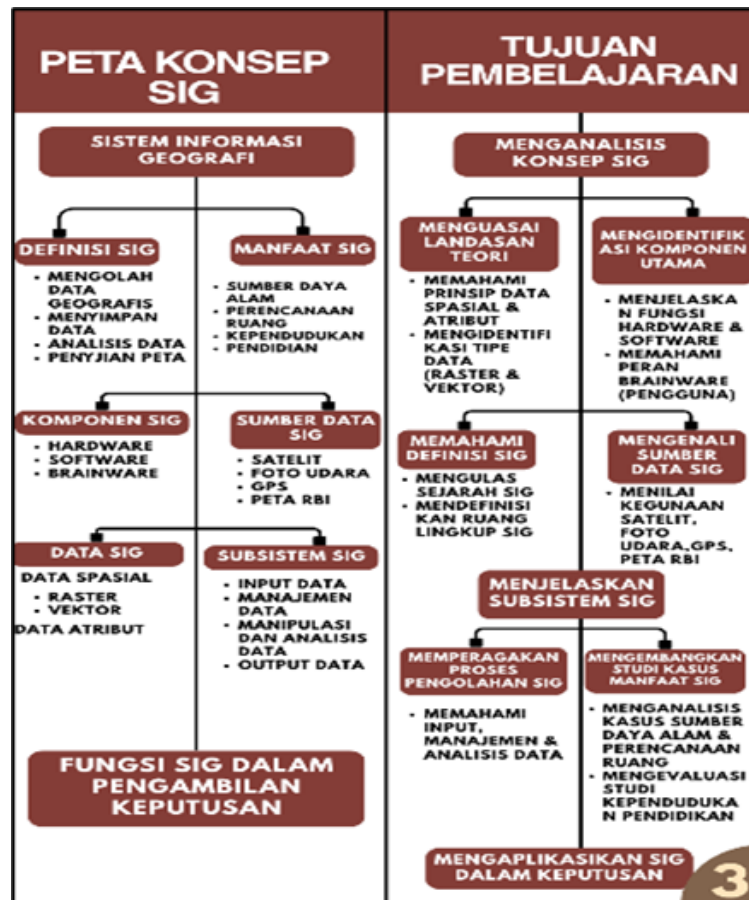 PETA KONSEP
SIG
SISTEM INFORMASI
GEOGRAFI
DEFINISI SIG
• MENGOLAH
DATA
GEOGRAFIS
• MENYIMPAN
DATA
• ANALISIS DATA
• PENYJIAN PETA
MANFAAT SIG
• SUMBER DAYA
ALAM
• PERENCANAAN
RUANG
• KEPENDUDUKAN
• PENDIDIAN
KOMPONEN SIG
• HARDWARE
• SOFTWARE
• BRAINWARE
SUMBER DATA
SIG
• SATELIT
• FOTO UDARA
• GPS
• PETA RBI
DATA SIG
DATA SPASIAL
• RASTER
• VEKTOR
DATA ATRIBUT
SUBSISTEM SIG
• INPUT DATA
• MANAJEMEN
DATA
• MANIPULASI
DAN ANALISIS
DATA
• OUTPUT DATA
FUNGSI SIG DALAM
PENGAMBILAN
KEPUTUSAN
TUJUAN
PEMBELAJARAN
MENGANALISIS
KONSEP SIG
MENGUASAI
LANDASAN
TEORI
• MEMAHAMI
PRINSIP DATA
SPASIAL &
ATRIBUT
• MENGIDENTIFI
KASI TIPE
DATA
(RASTER &
VEKTOR)
MENGIDENTIFIK
ASI KOMPONEN
UTAMA
• MENJELASKA
N FUNGSI
HARDWARE &
SOFTWARE
• MEMAHAMI
PERAN
BRAINWARE
(PENGGUNA)
MEMAHAMI
DEFINISI SIG
• MENGULAS
SEJARAH SIG
• MENDEFINISI
KAN RUANG
LINGKUP SIG
MENGENALI
SUMBER
DATA SIG
• MENILAI
KEGUNAAN
SATELIT,
FOTO
UDARA,GPS,
PETA RBI
MENJELASKAN
SUBSISTEM SIG
MEMPERAGAKAN
PROSES
PENGOLAHAN SIG
• MEMAHAMI
INPUT,
MANAJEMEN &
ANALISIS DATA
MENGEMBANGKAN
STUDI KASUS
MANFAAT SIG
• MENGANALISIS
KASUS SUMBER
DAYA ALAM &
PERENCANAAN
RUANG
• MENGEVALUASI
STUDI
KEPENDUDUKA
N PENDIDIKAN
MENGAPLIKASIKAN SIG
DALAM KEPUTUSAN
3